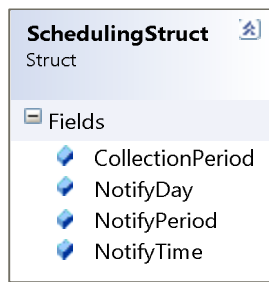 SchedulingStruct
Struct
Fields
CollectionPeriod
NotifyDay
NotifyPeriod
NotifyTime